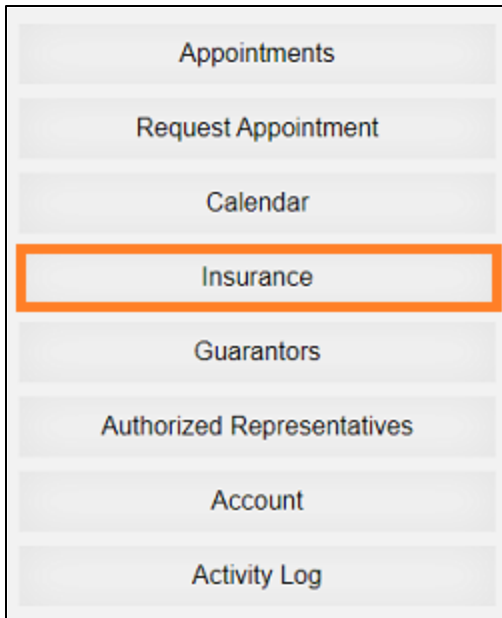 Appointments
Request Appointment
Calendar
Insurance
Guarantors
Authorized Representatives
Account
Activity Log